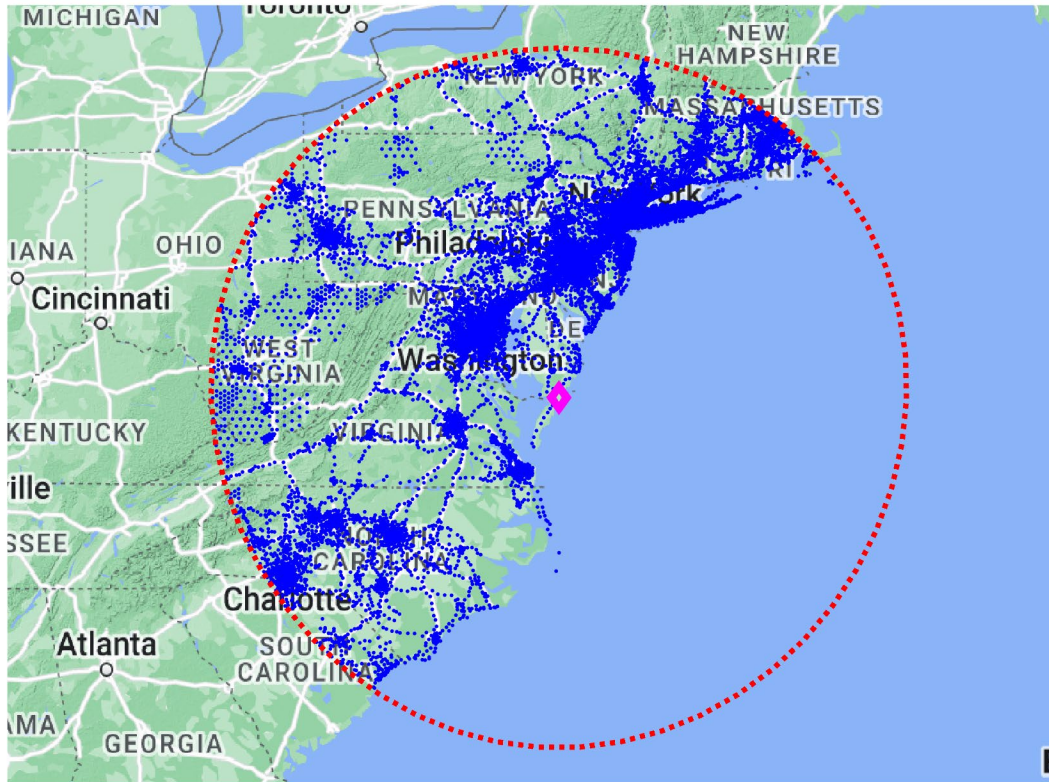 MICHIGAN
Toronto
NEW
HAMPSHIRE
NEW YORK
MASSACHUSETTS
RI
New York
PENNSYLVANIA
OHIO
Philadelphia
IANA
MARYLAND
N
Cincinnati
DE
WEST
VIRGINIA
Washington
KENTUCKY
VIRGINIA
ville
SSEE
NORTH
CAROLINA
Charlotte
Atlanta
SOUTH
CAROLINA
AMA
GEORGIA